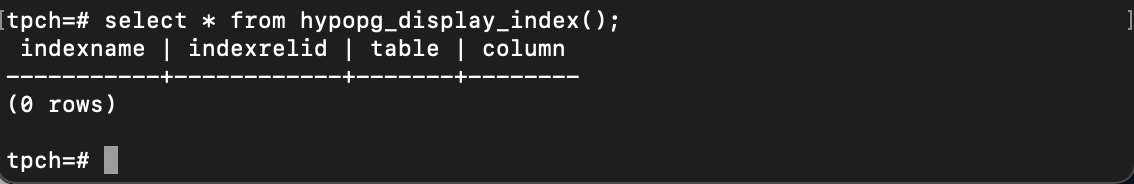 tpch=# select * from hypopg_display_index();
 indexname | indexrelid | table | column
-----------+------------+-------+--------
(0 rows)
tpch=#